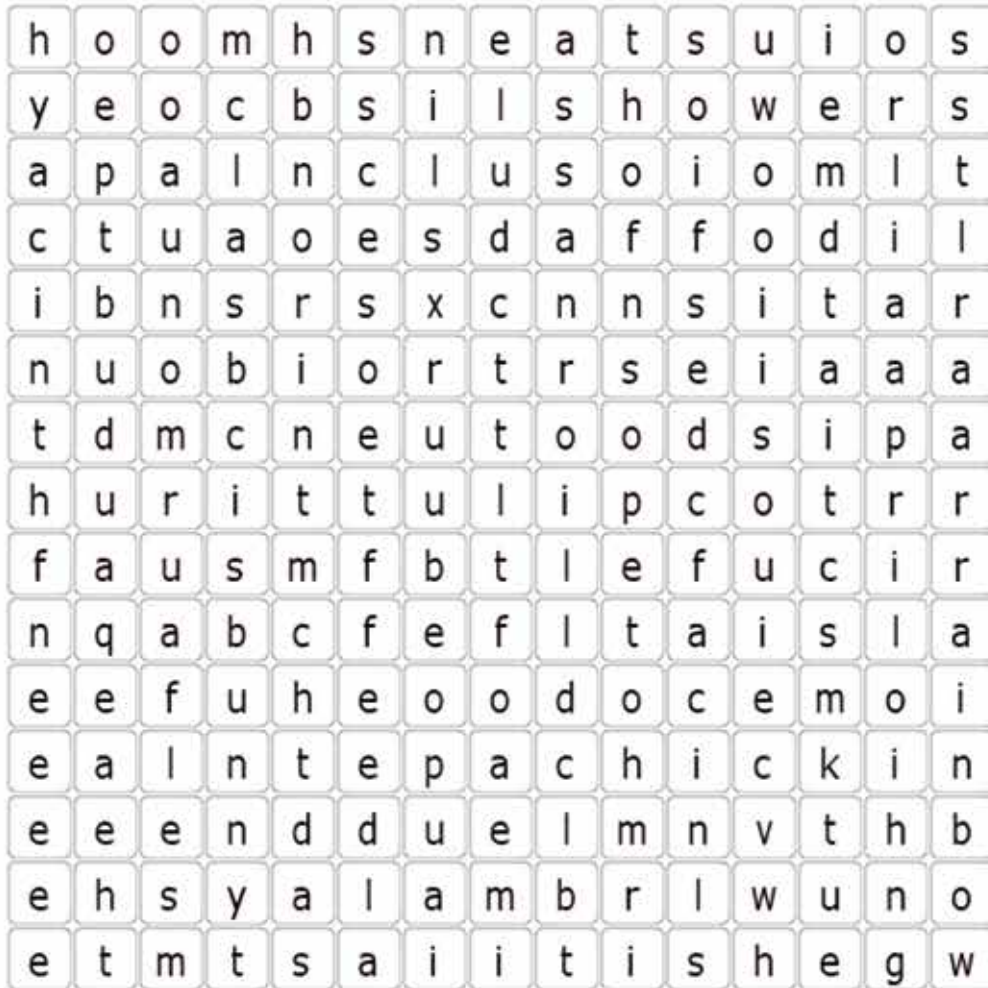 h o o m h s n e a t s u i o s
y e o c b s i l s h o w e r s
a p a l n c l u s o i o m l t
c t u a o e s d a f f o d i l
i b n s r s x c n n s i t a r
n u o b i o r t r s e i a a a
t d m c n e u t o o d s i p a
h u r i t t u l i p c o t r r
f a u s m f b t l e f u c i r
n q a b c f e f l t a i s l a
e e f u h e o o d o c e m o i
e a l n t e p a c h i c k i n
e e e n d d u e l m n v t h b
e h s y a l a m b r l w u n o
e t m t s a i i t i s h e g w